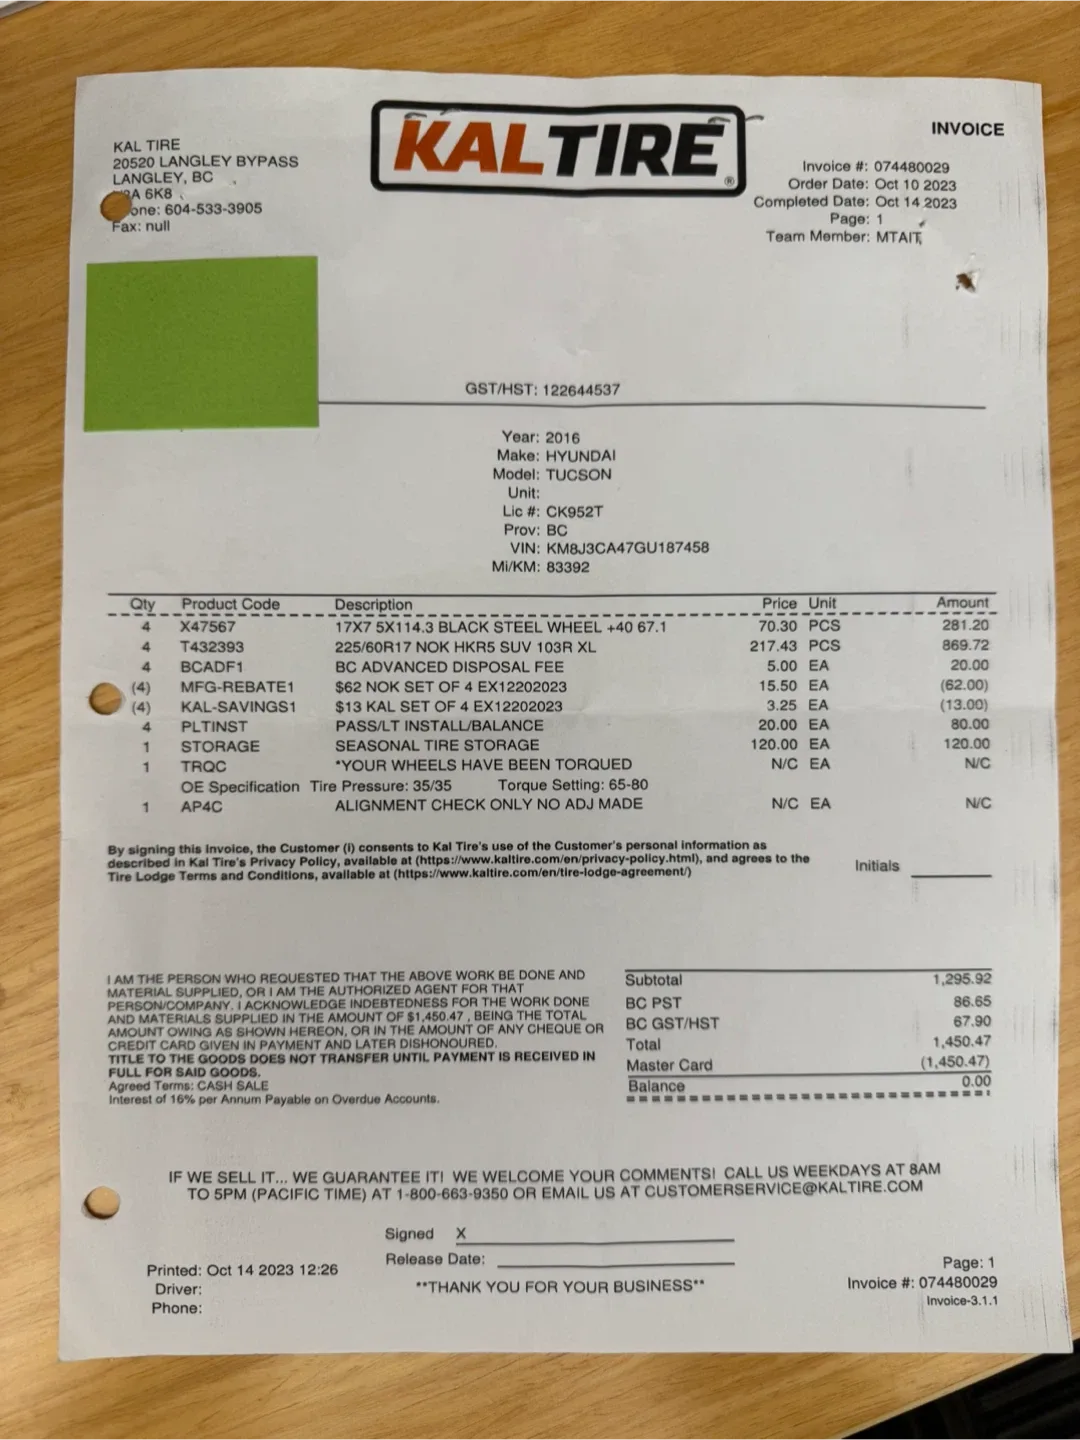 KAL TIRE
20520 LANGLEY BYPASS
LANGLEY, BC
A 6K8
one: 604-533-3905
Fax: null
KALTIRE®
INVOICE
Invoice #: 074480029
Order Date: Oct 10 2023
Completed Date: Oct 14 2023
Page: 1
Team Member: MTAIT
GST/HST: 122644537
Year: 2016
Make: HYUNDAI
Model: TUCSON
Unit:
Lic #: CK952T
Prov: BC
VIN: KM8J3CA47GU187458
Mi/KM: 83392
Qty Product Code Description Price Unit Amount
4 X47567 17X7 5X114.3 BLACK STEEL WHEEL +40 67.1 70.30 PCS 281.20
4 T432393 225/60R17 NOK HKR5 SUV 103R XL 217.43 PCS 869.72
4 BCADF1 BC ADVANCED DISPOSAL FEE 5.00 EA 20.00
(4) MFG-REBATE1 $62 NOK SET OF 4 EX12202023 15.50 EA (62.00)
(4) KAL-SAVINGS1 $13 KAL SET OF 4 EX12202023 3.25 EA (13.00)
4 PLTINST PASS/LT INSTALL/BALANCE 20.00 EA 80.00
1 STORAGE SEASONAL TIRE STORAGE 120.00 EA 120.00
1 TRQC *YOUR WHEELS HAVE BEEN TORQUED N/C EA N/C
OE Specification Tire Pressure: 35/35 Torque Setting: 65-80
1 AP4C ALIGNMENT CHECK ONLY NO ADJ MADE N/C EA N/C
By signing this invoice, the Customer (i) consents to Kal Tire's use of the Customer's personal information as
described in Kal Tire's Privacy Policy, available at (https://www.kaltire.com/en/privacy-policy.html), and agrees to the
Tire Lodge Terms and Conditions, available at (https://www.kaltire.com/en/tire-lodge-agreement/)
Initials
I AM THE PERSON WHO REQUESTED THAT THE ABOVE WORK BE DONE AND
MATERIAL SUPPLIED, OR I AM THE AUTHORIZED AGENT FOR THAT
PERSON/COMPANY. I ACKNOWLEDGE INDEBTEDNESS FOR THE WORK DONE
AND MATERIALS SUPPLIED IN THE AMOUNT OF $1,450.47 , BEING THE TOTAL
AMOUNT OWING AS SHOWN HEREON, OR IN THE AMOUNT OF ANY CHEQUE OR
CREDIT CARD GIVEN IN PAYMENT AND LATER DISHONOURED.
TITLE TO THE GOODS DOES NOT TRANSFER UNTIL PAYMENT IS RECEIVED IN
FULL FOR SAID GOODS.
Agreed Terms: CASH SALE
Interest of 16% per Annum Payable on Overdue Accounts.
Subtotal 1,295.92
BC PST 86.65
BC GST/HST 67.90
Total 1,450.47
Master Card (1,450.47)
Balance 0.00
IF WE SELL IT... WE GUARANTEE IT! WE WELCOME YOUR COMMENTS! CALL US WEEKDAYS AT 8AM
TO 5PM (PACIFIC TIME) AT 1-800-663-9350 OR EMAIL US AT CUSTOMERSERVICE@KALTIRE.COM
Signed X
Release Date:
**THANK YOU FOR YOUR BUSINESS**
Printed: Oct 14 2023 12:26
Driver:
Phone:
Page: 1
Invoice #: 074480029
Invoice-3.1.1